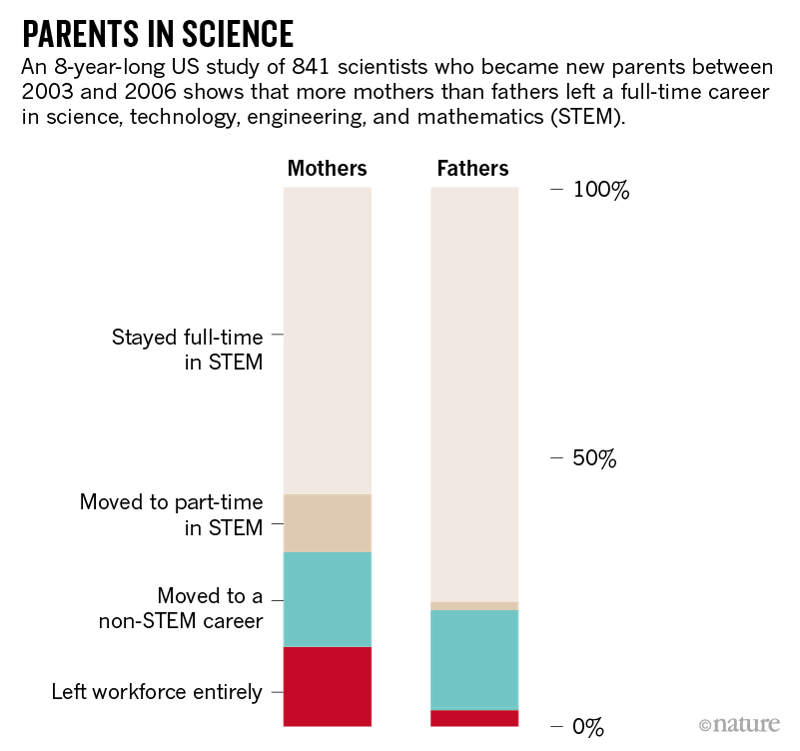 PARENTS IN SCIENCE
An 8-year-long US study of 841 scientists who became new parents between
2003 and 2006 shows that more mothers than fathers left a full-time career
in science, technology, engineering, and mathematics (STEM).
Mothers
Fathers
100%
Stayed full-time
in STEM
50%
Moved to part-time
in STEM
Moved to a
non-STEM career
Left workforce entirely
0%
©nature